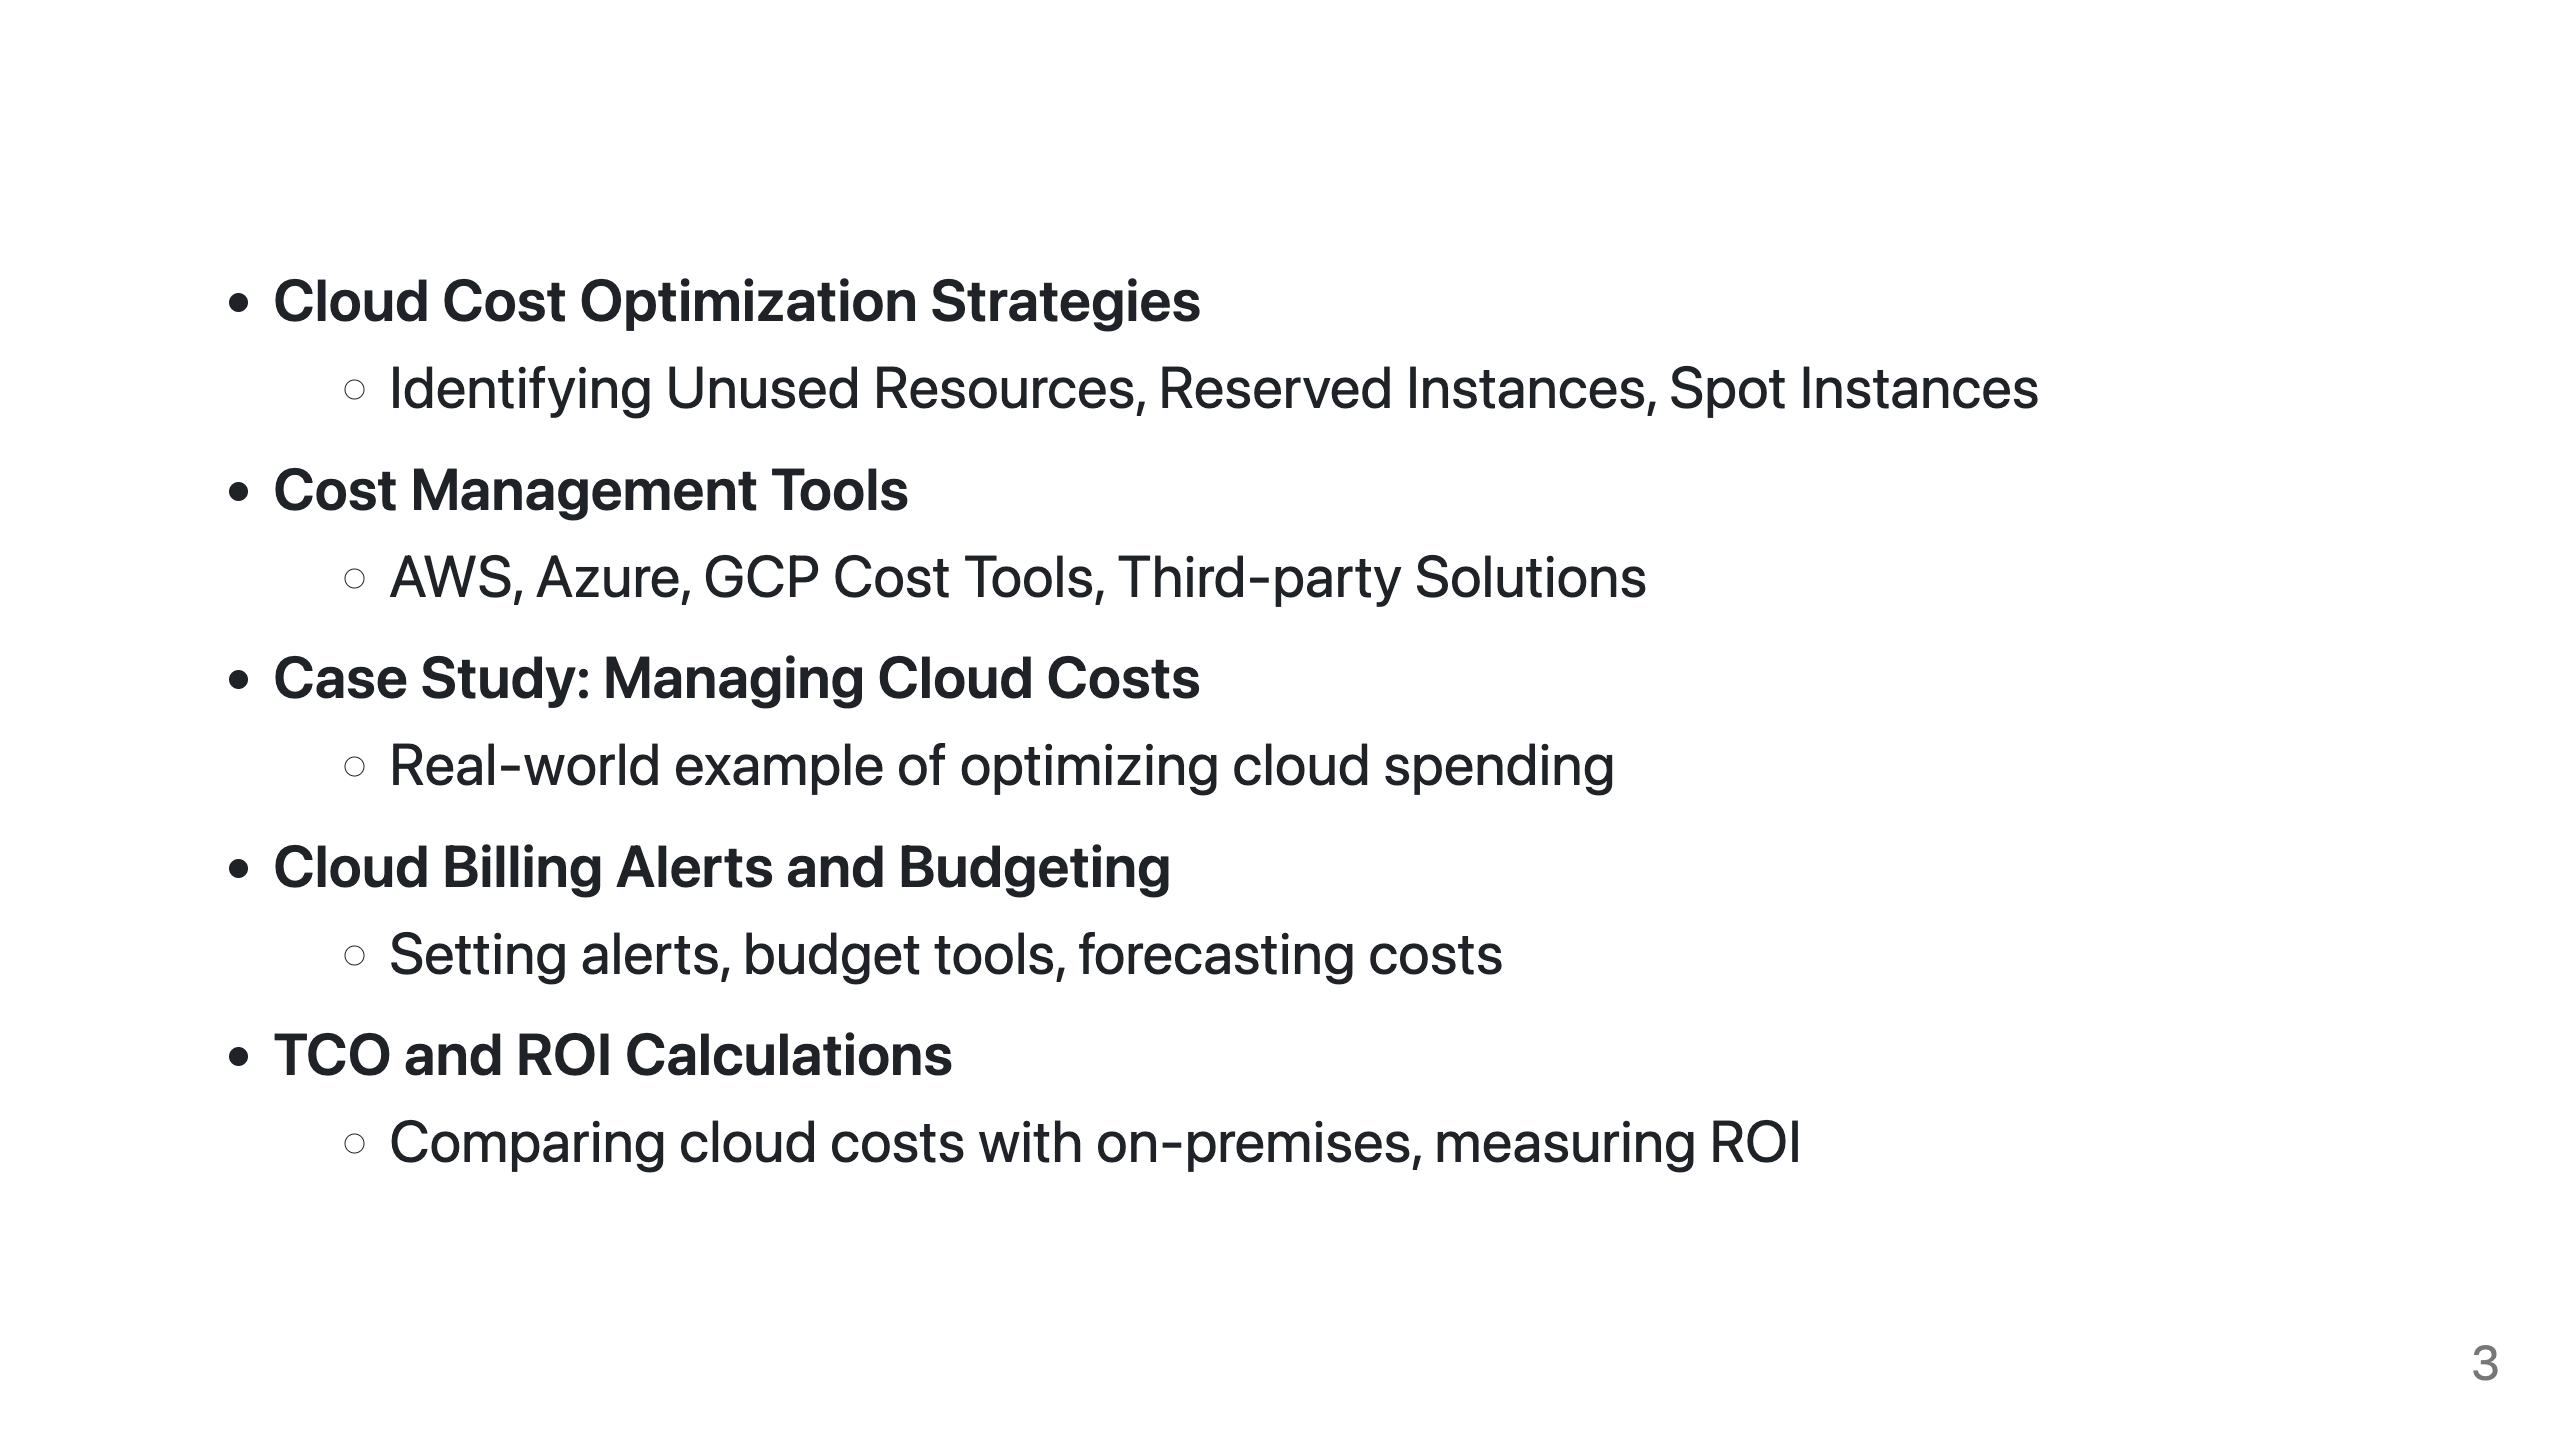 Cloud Cost Optimization Strategies
Identifying Unused Resources, Reserved Instances, Spot Instances
Cost Management Tools
AWS, Azure, GCP Cost Tools, Third-party Solutions
Case Study: Managing Cloud Costs
Real-world example of optimizing cloud spending
Cloud Billing Alerts and Budgeting
Setting alerts, budget tools, forecasting costs
TCO and ROI Calculations
Comparing cloud costs with on-premises, measuring ROI
3